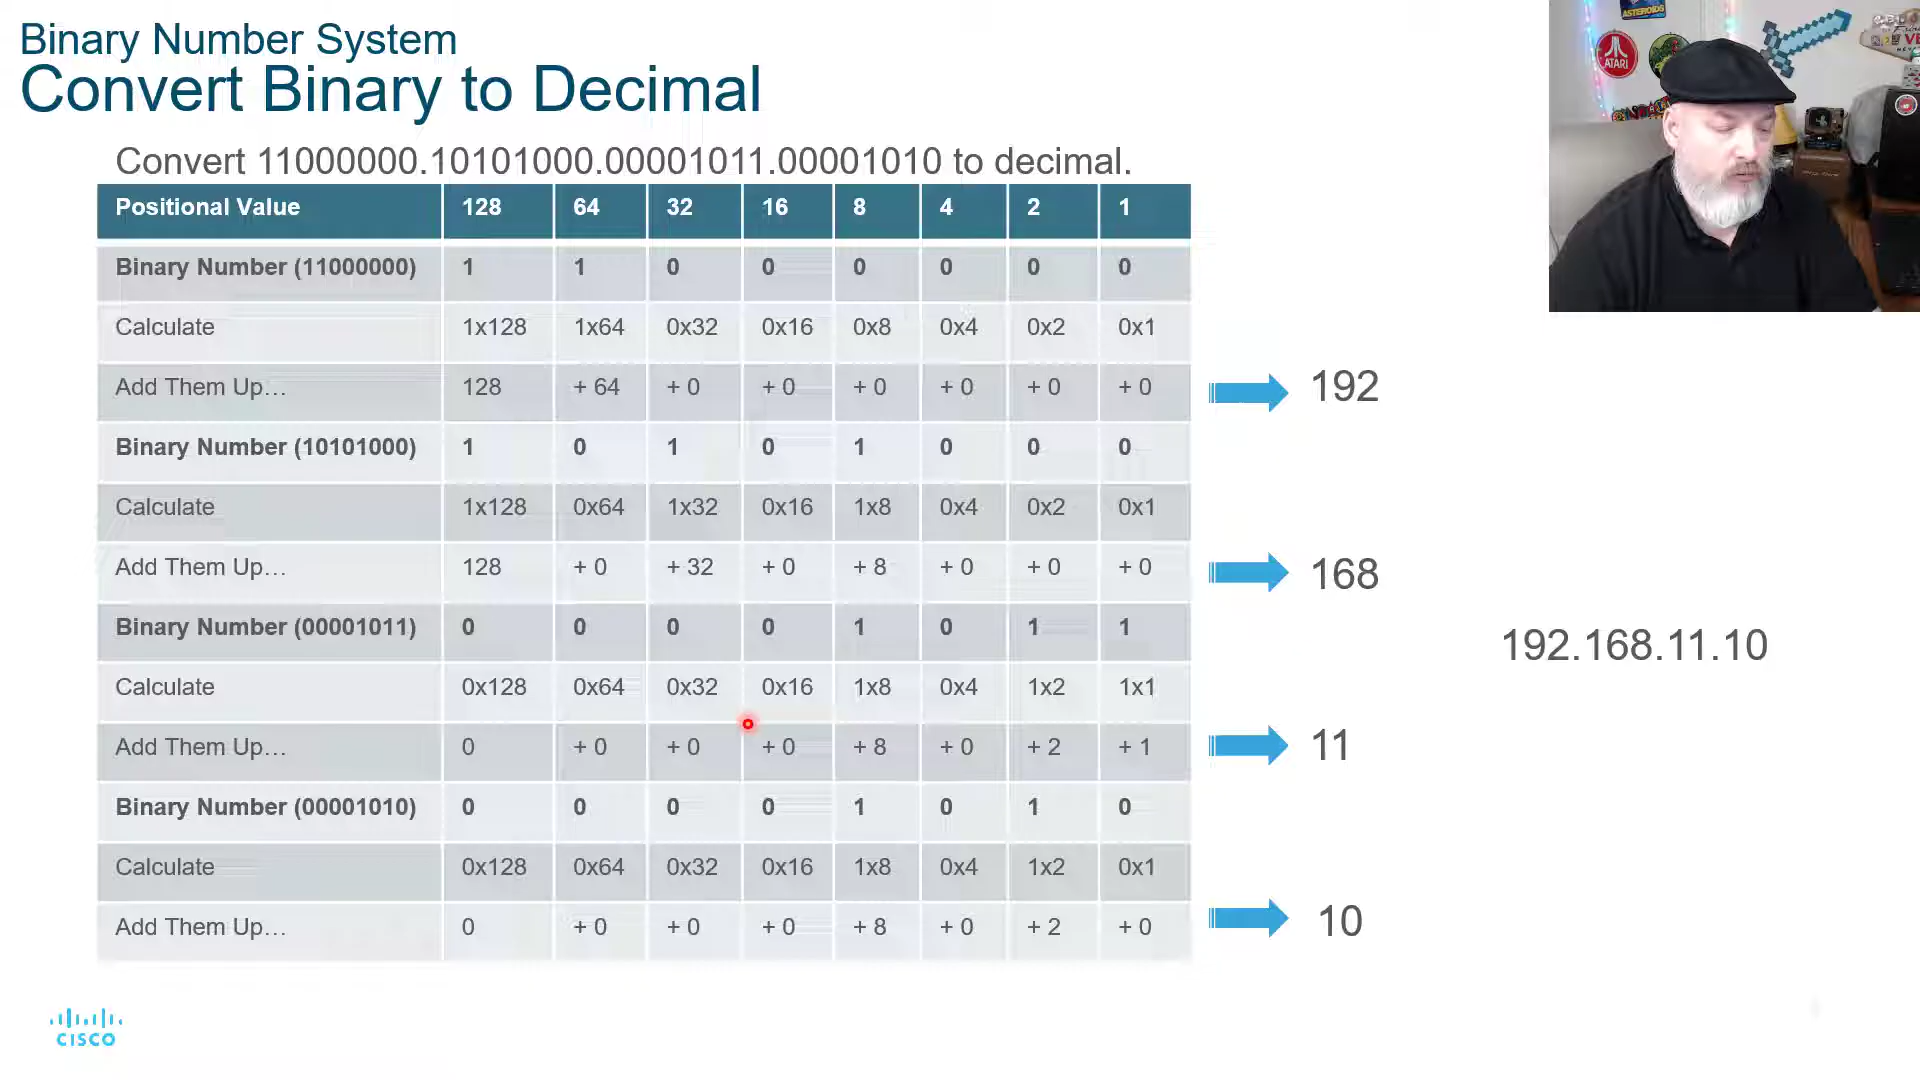 Binary Number System
Convert Binary to Decimal
Convert 11000000.10101000.00001011.00001010 to decimal.
Positional Value 128 64 32 16 8 4 2 1
Binary Number (11000000) 1 1 0 0 0 0 0 0
Calculate 1x128 1x64 0x32 0x16 0x8 0x4 0x2 0x1
Add Them Up… 128 + 64 + 0 + 0 + 0 + 0 + 0 + 0
192
Binary Number (10101000) 1 0 1 0 1 0 0 0
Calculate 1x128 0x64 1x32 0x16 1x8 0x4 0x2 0x1
Add Them Up… 128 + 0 + 32 + 0 + 8 + 0 + 0 + 0
168
Binary Number (00001011) 0 0 0 0 1 0 1 1
Calculate 0x128 0x64 0x32 0x16 1x8 0x4 1x2 1x1
Add Them Up… 0 + 0 + 0 + 0 + 8 + 0 + 2 + 1
11
Binary Number (00001010) 0 0 0 0 1 0 1 0
Calculate 0x128 0x64 0x32 0x16 1x8 0x4 1x2 0x1
Add Them Up… 0 + 0 + 0 + 0 + 8 + 0 + 2 + 0
10
192.168.11.10
CISCO
ASTEROIDS
ATARI